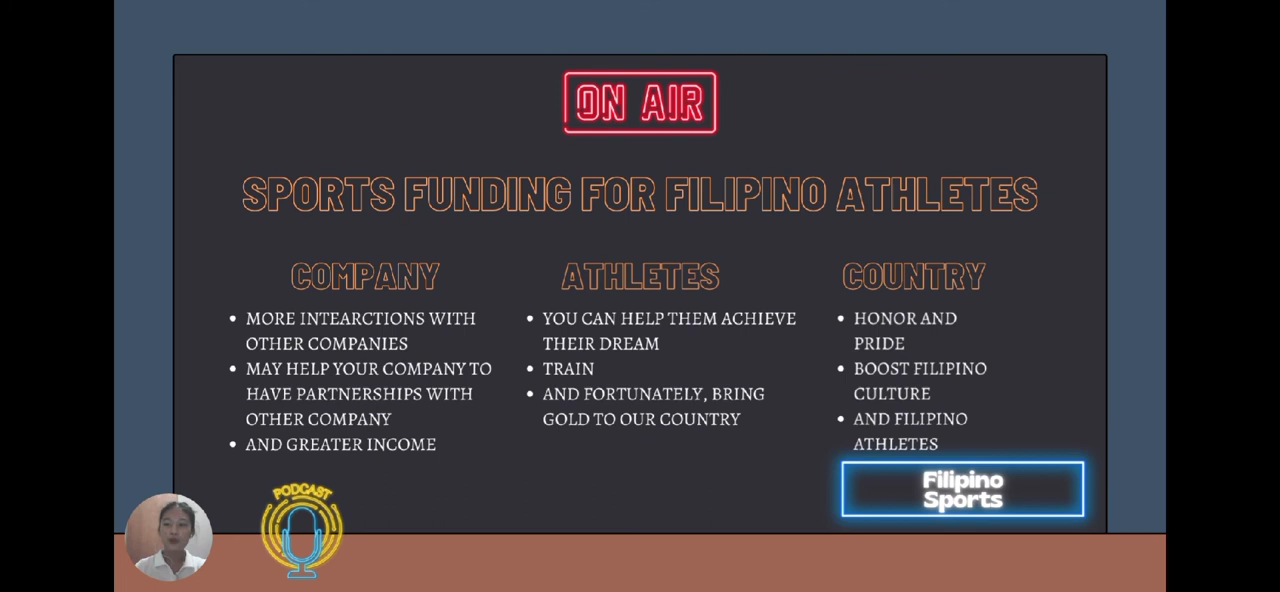 ON AIR
SPORTS FUNDING FOR FILIPINO ATHLETES
COMPANY
• MORE INTEARCTIONS WITH
OTHER COMPANIES
• MAY HELP YOUR COMPANY TO
HAVE PARTNERSHIPS WITH
OTHER COMPANY
• AND GREATER INCOME
ATHLETES
• YOU CAN HELP THEM ACHIEVE
THEIR DREAM
• TRAIN
• AND FORTUNATELY, BRING
GOLD TO OUR COUNTRY
COUNTRY
• HONOR AND
PRIDE
• BOOST FILIPINO
CULTURE
• AND FILIPINO
ATHLETES
PODCAST
Filipino
Sports